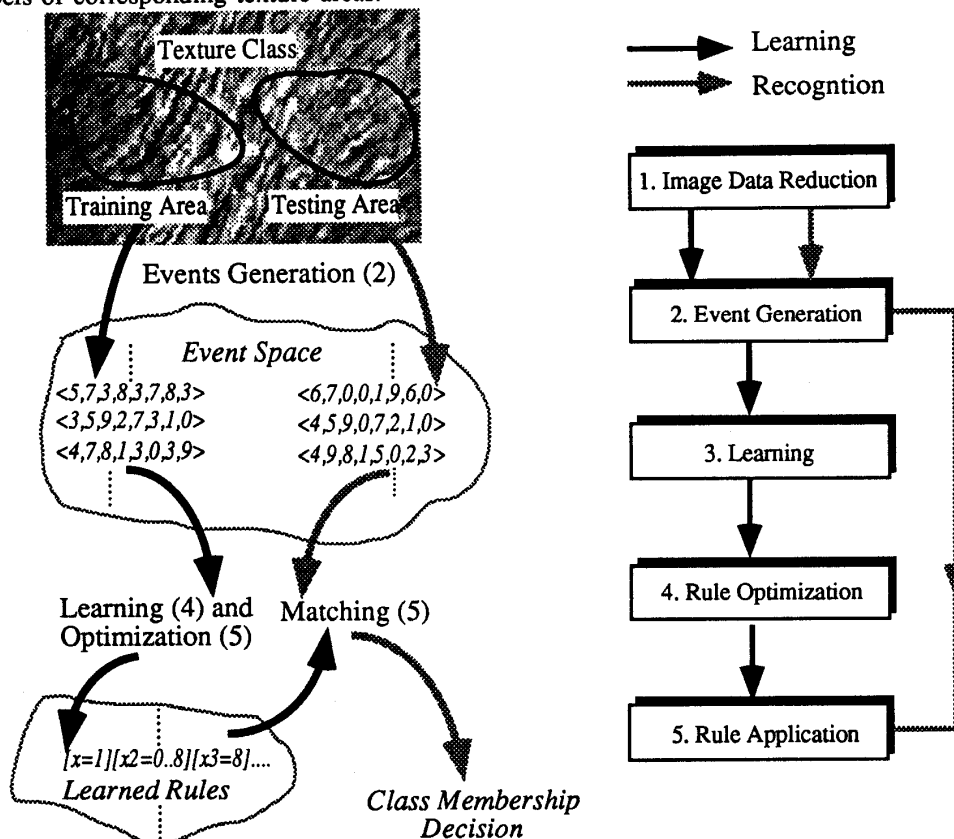 of corresponding texture areas.
Texture Class
Training Area
Testing Area
Events Generation (2)
Event Space
<5,7,3,8,3,7,8,3>
<3,5,9,2,7,3,1,0>
<4,7,8,1,3,0,3,9>
<6,7,0,0,1,9,6,0>
<4,5,9,0,7,2,1,0>
<4,9,8,1,5,0,2,3>
Learning (4) and
Optimization (5)
Matching (5)
[x=1][x2=0..8][x3=8]....
Learned Rules
Class Membership
Decision
Learning
Recogntion
1. Image Data Reduction
2. Event Generation
3. Learning
4. Rule Optimization
5. Rule Application